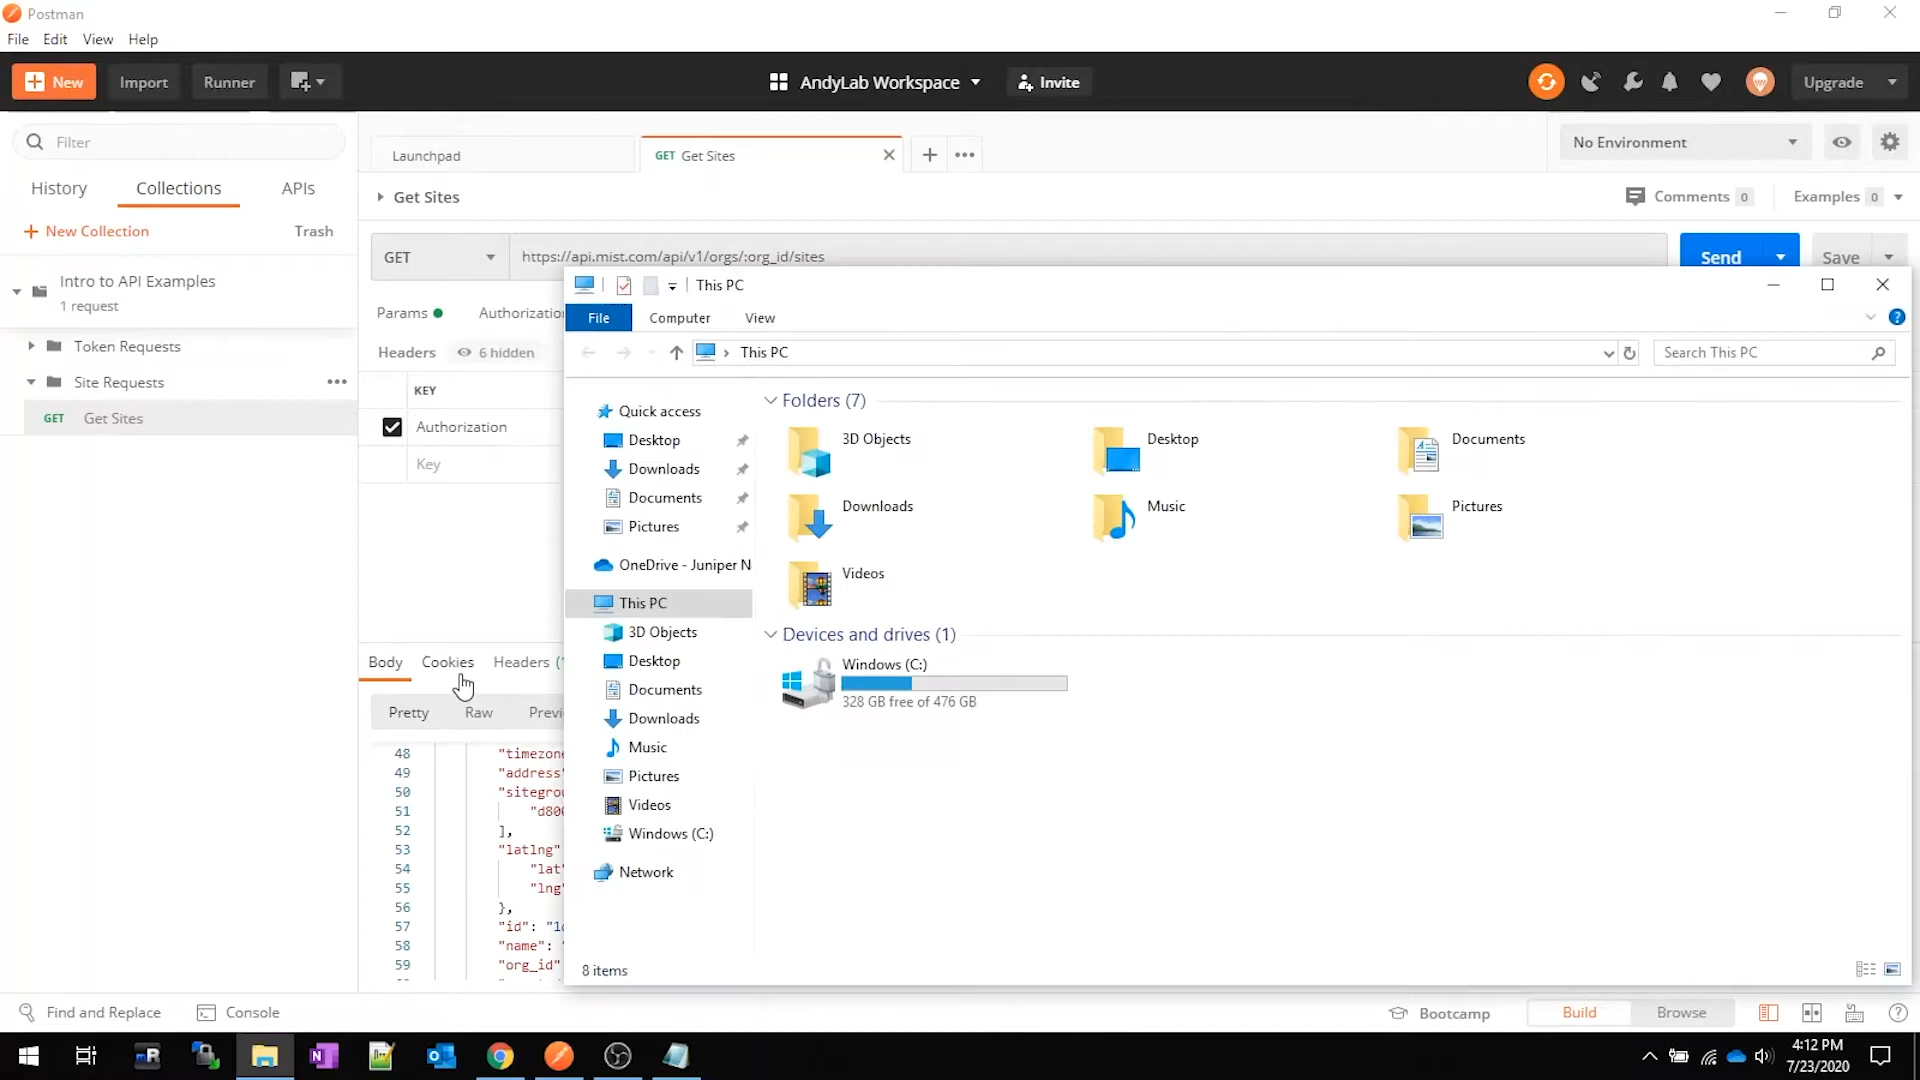 Postman
File Edit View Help
New Import Runner AndyLab Workspace Invite Upgrade
Filter
Launchpad GET Get Sites No Environment
History Collections APIs
Get Sites Comments 0 Examples 0
New Collection Trash
GET https://api.mist.com/api/v1/orgs/:org_id/sites Send Save
Intro to API Examples
1 request
Params
Headers 6 hidden
Token Requests
Site Requests
GET Get Sites
KEY
Authorization
Key
This PC
File Computer View
This PC Search This PC
Quick access
Desktop
Downloads
Documents
Pictures
OneDrive - Juniper N
This PC
3D Objects
Desktop
Documents
Downloads
Music
Pictures
Videos
Windows (C:)
Network
Folders (7)
3D Objects Desktop Documents
Downloads Music Pictures
Videos
Devices and drives (1)
Windows (C:)
328 GB free of 476 GB
8 items
Body Cookies Headers
Pretty Raw
48 "timezone
49 "address"
50
51
52 ],
53 "latlng"
54 "lat"
55 "lng"
56 },
57 "id":
58 "name":
59 "org_id"
Find and Replace Console Bootcamp Build Browse
4:12 PM
7/23/2020